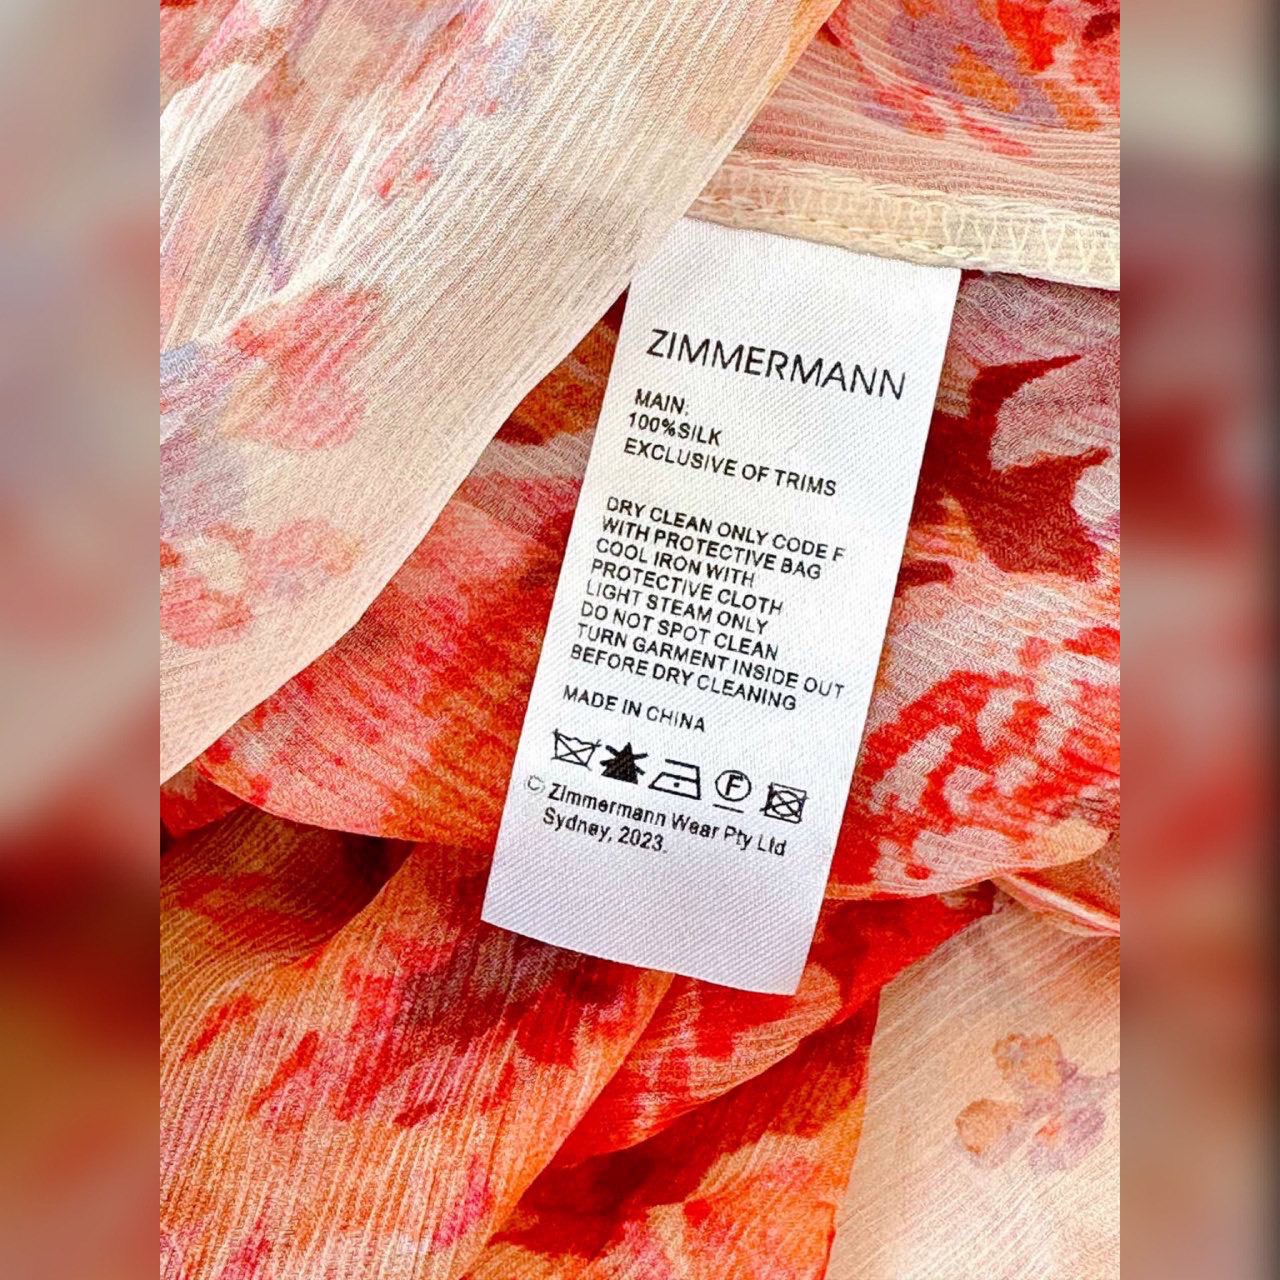 ZIMMERMANN
MAIN:
100%SILK
EXCLUSIVE OF TRIMS
DRY CLEAN ONLY CODE F
WITH PROTECTIVE BAG
COOL IRON WITH
PROTECTIVE CLOTH
LIGHT STEAM ONLY
DO NOT SPOT CLEAN
TURN GARMENT INSIDE OUT
BEFORE DRY CLEANING
MADE IN CHINA
F
© Zimmermann Wear Pty Ltd
Sydney, 2023.